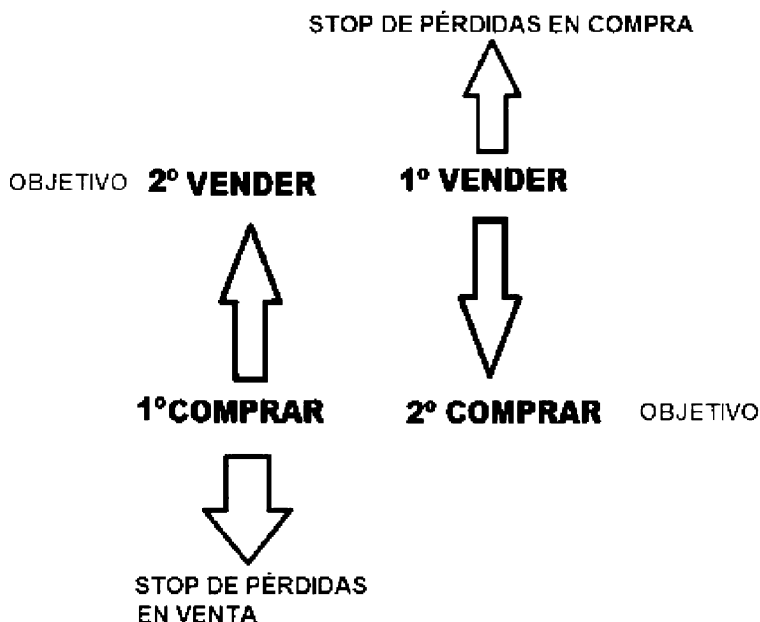 STOP DE PÉRDIDAS EN COMPRA
OBJETIVO 2º VENDER 1º VENDER
1ºCOMPRAR 2º COMPRAR OBJETIVO
STOP DE PÉRDIDAS
EN VENTA